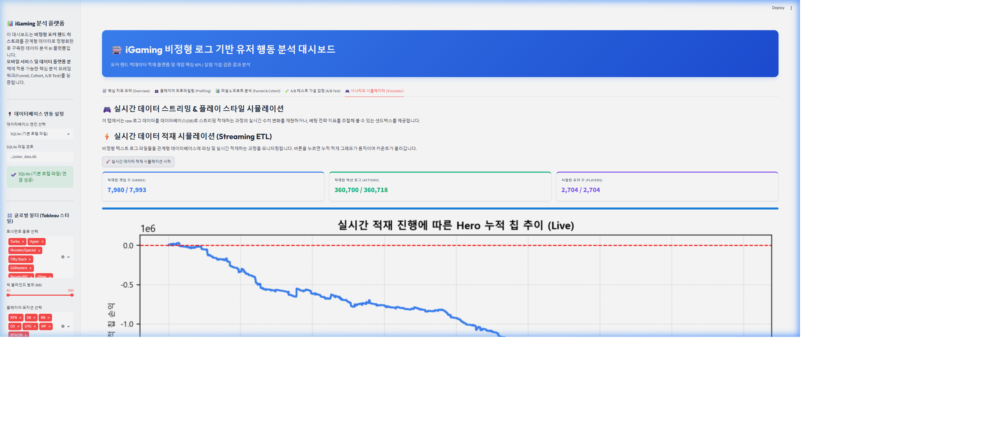 Deploy
iGaming 분석 플랫폼
이 대시보드는 비정형 포커 핸드 히
스토리를 관계형 데이터로 정형화한
후 구축한 데이터 분석 BI 플랫폼입
니다.
모바일 서비스 및 데이터 플랫폼 분
석에 적용 가능한 핵심 분석 프레임
워크(Funnel, Cohort, A/B Test)를 실
증합니다.
데이터베이스 연동 설정
데이터베이스 엔진 선택
SQLite (기본 로컬 파일)
SQLite 파일 경로
../poker_data.db
SQLite (기본 로컬 파일) 연
결 성공!
글로벌 필터 (Tableau 스타
일)
토너먼트 종류 선택
Turbo × Hyper ×
Monster/Special ×
Fifty Stack ×
GGMasters ×
Bounty/KO × Other ×
빅 블라인드 범위 (BB)
40 900
플레이어 포지션 선택
BTN × SB × BB ×
CO × UTG × MP ×
BTN/SB ×
iGaming 비정형 로그 기반 유저 행동 분석 대시보드
포커 핸드 빅데이터 적재 플랫폼 및 게임 핵심 KPI / 실험 가설 검증 결과 분석
핵심 지표 요약 (Overview) 플레이어 프로파일링 (Profiling) 퍼널 & 코호트 분석 (Funnel & Cohort) A/B 테스트 가설 검정 (A/B Test) 시나리오 시뮬레이터 (Simulator)
실시간 데이터 스트리밍 & 플레이 스타일 시뮬레이션
이 탭에서는 raw 로그 데이터를 데이터베이스(DB)로 스트리밍 적재하는 과정의 실시간 수치 변화를 재현하거나, 베팅 전략 지표를 조절해 볼 수 있는 샌드박스를 제공합니다.
실시간 데이터 적재 시뮬레이션 (Streaming ETL)
비정형 텍스트 로그 파일들을 관계형 데이터베이스에 파싱 및 실시간 적재하는 과정을 모니터링합니다. 버튼을 누르면 누적 적재 그래프가 움직이며 카운트가 올라갑니다.
실시간 데이터 적재 시뮬레이션 시작
적재된 게임 수 (HANDS)
7,980 / 7,993
적재된 액션 로그 (ACTIONS)
360,700 / 360,718
식별된 유저 수 (PLAYERS)
2,704 / 2,704
실시간 적재 진행에 따른 Hero 누적 칩 추이 (Live)
1e6
0.0
-0.5
-1.0
적 칩 손익